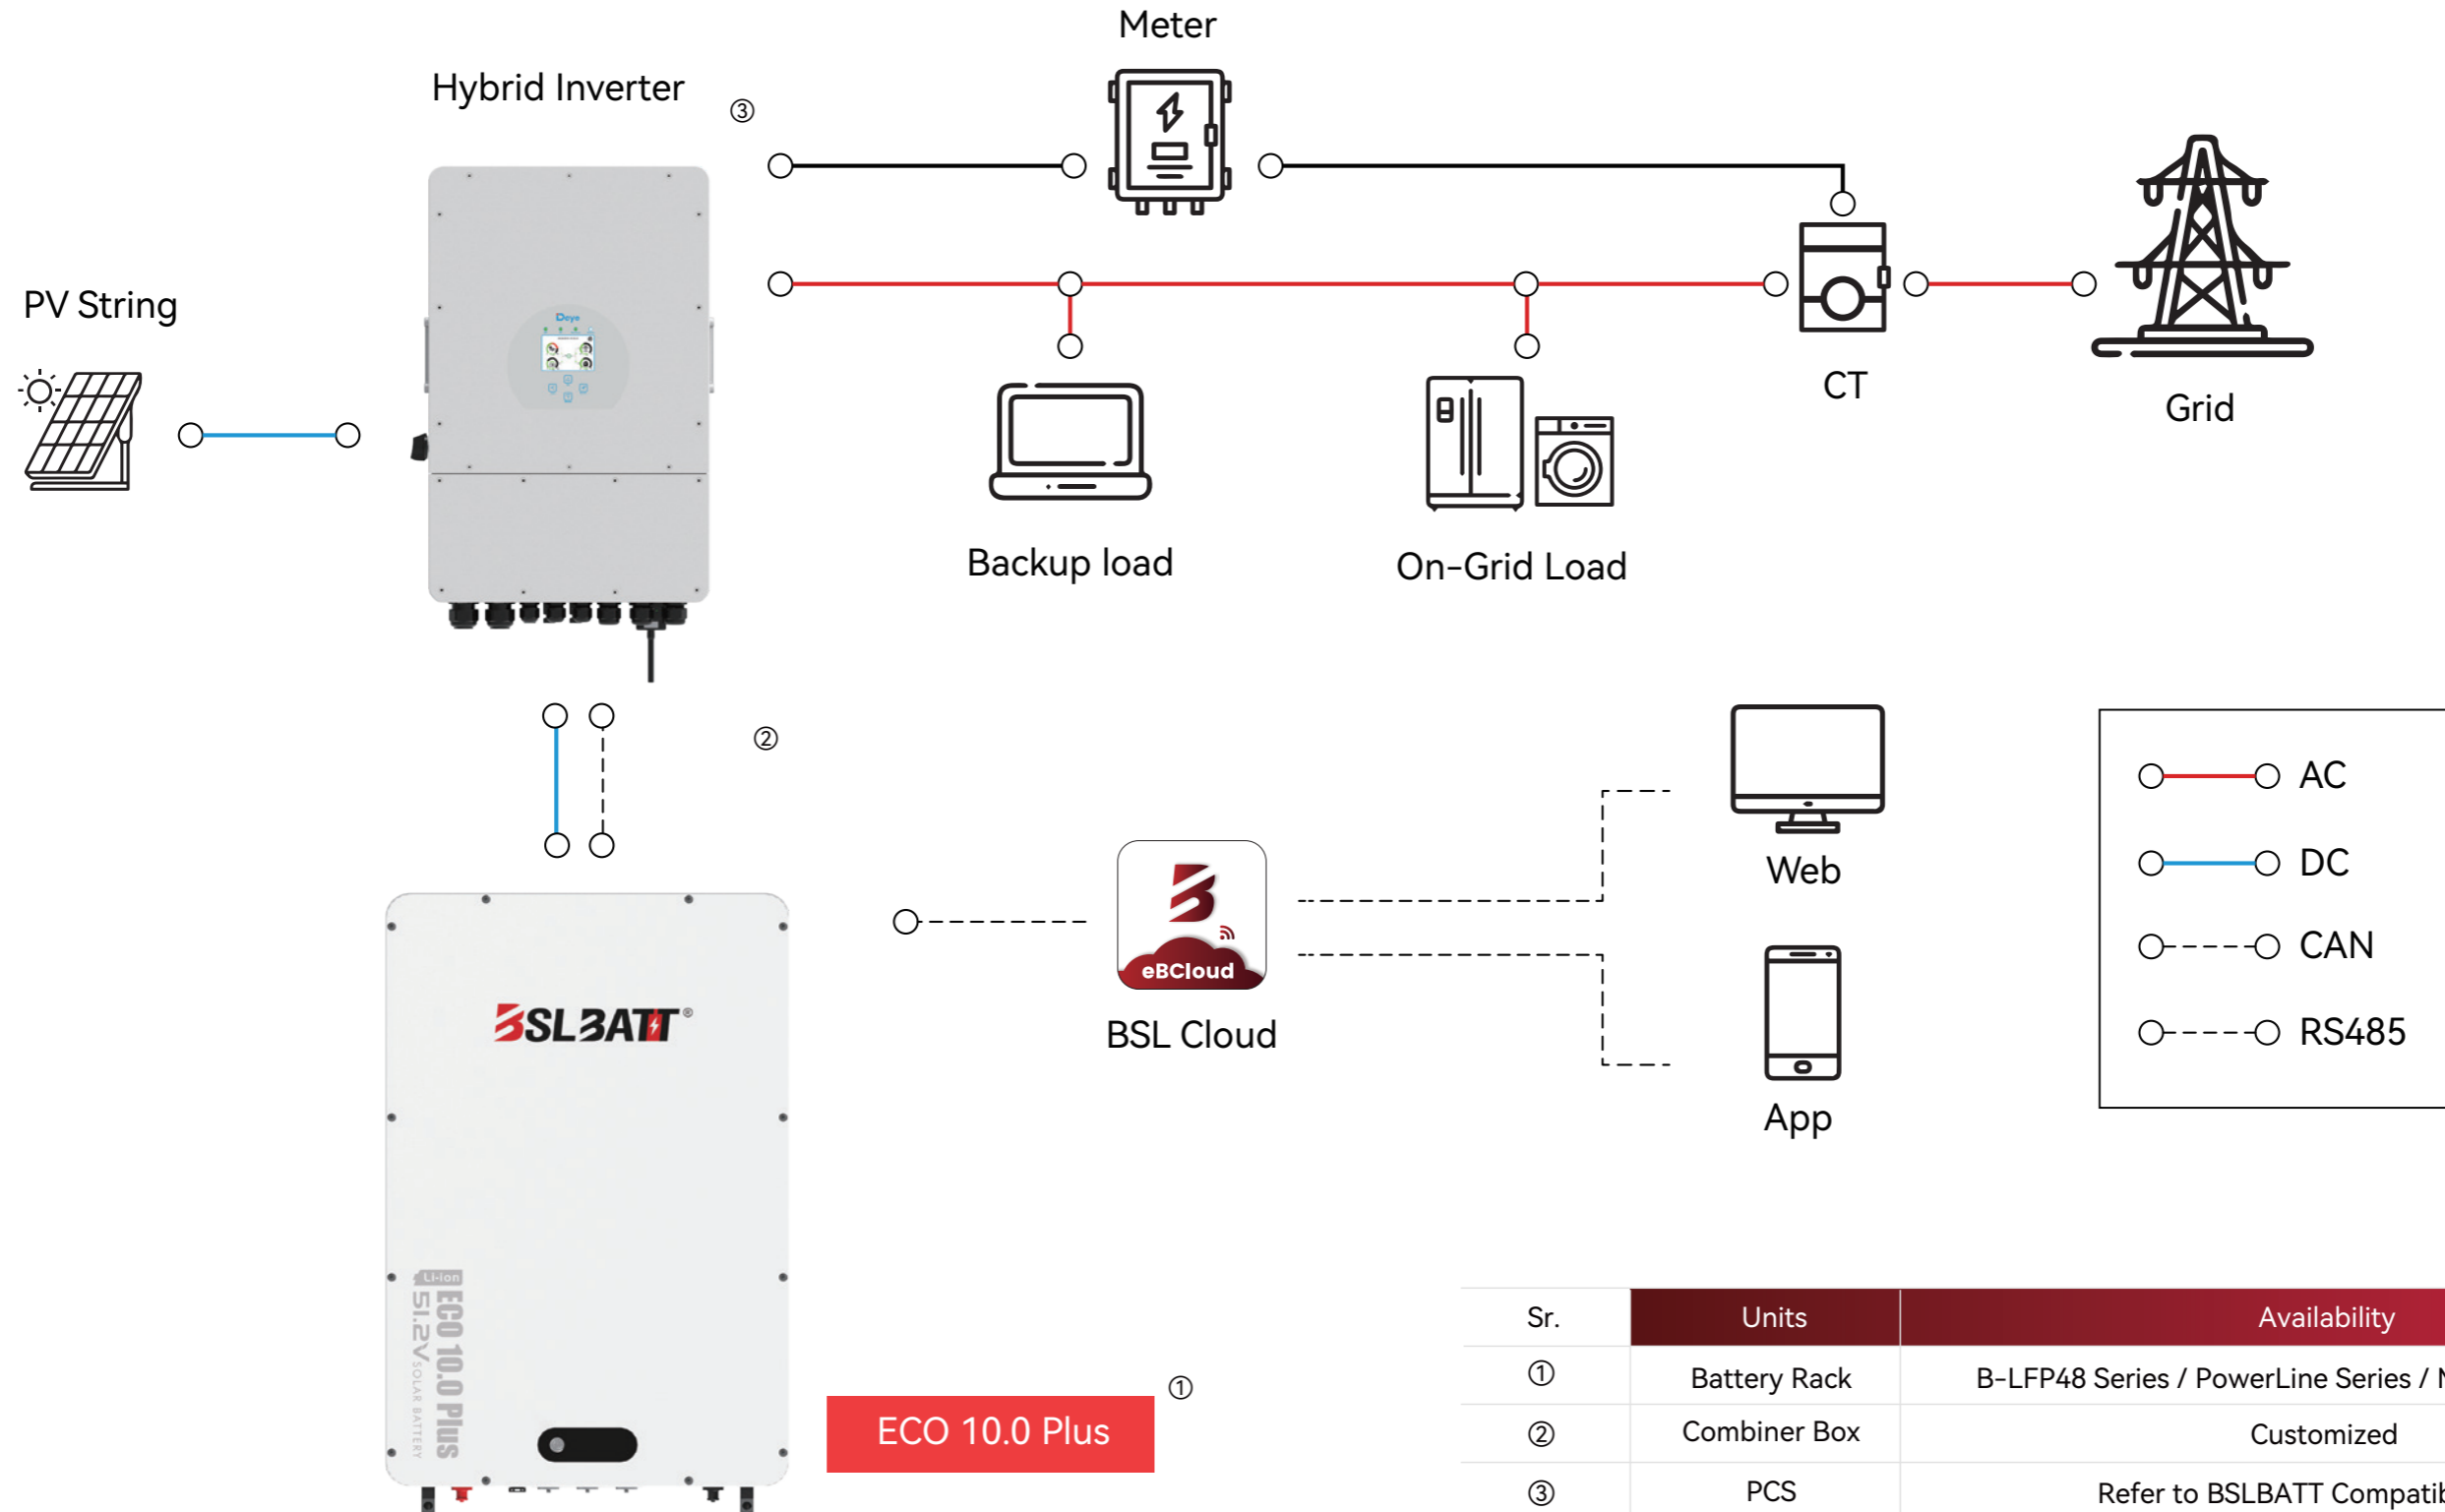 Meter
Hybrid Inverter
③
PV String
Deye
CT
Grid
Backup load
On-Grid Load
②
AC
Web
DC
eBCloud
CAN
BSLBATT®
BSL Cloud
RS485
App
Li-ion
ECO 10.0 Plus
51.2V SOLAR BATTERY
①
ECO 10.0 Plus
Sr. Units Availability
① Battery Rack B-LFP48 Series / PowerLine Series /
② Combiner Box Customized
③ PCS Refer to BSLBATT